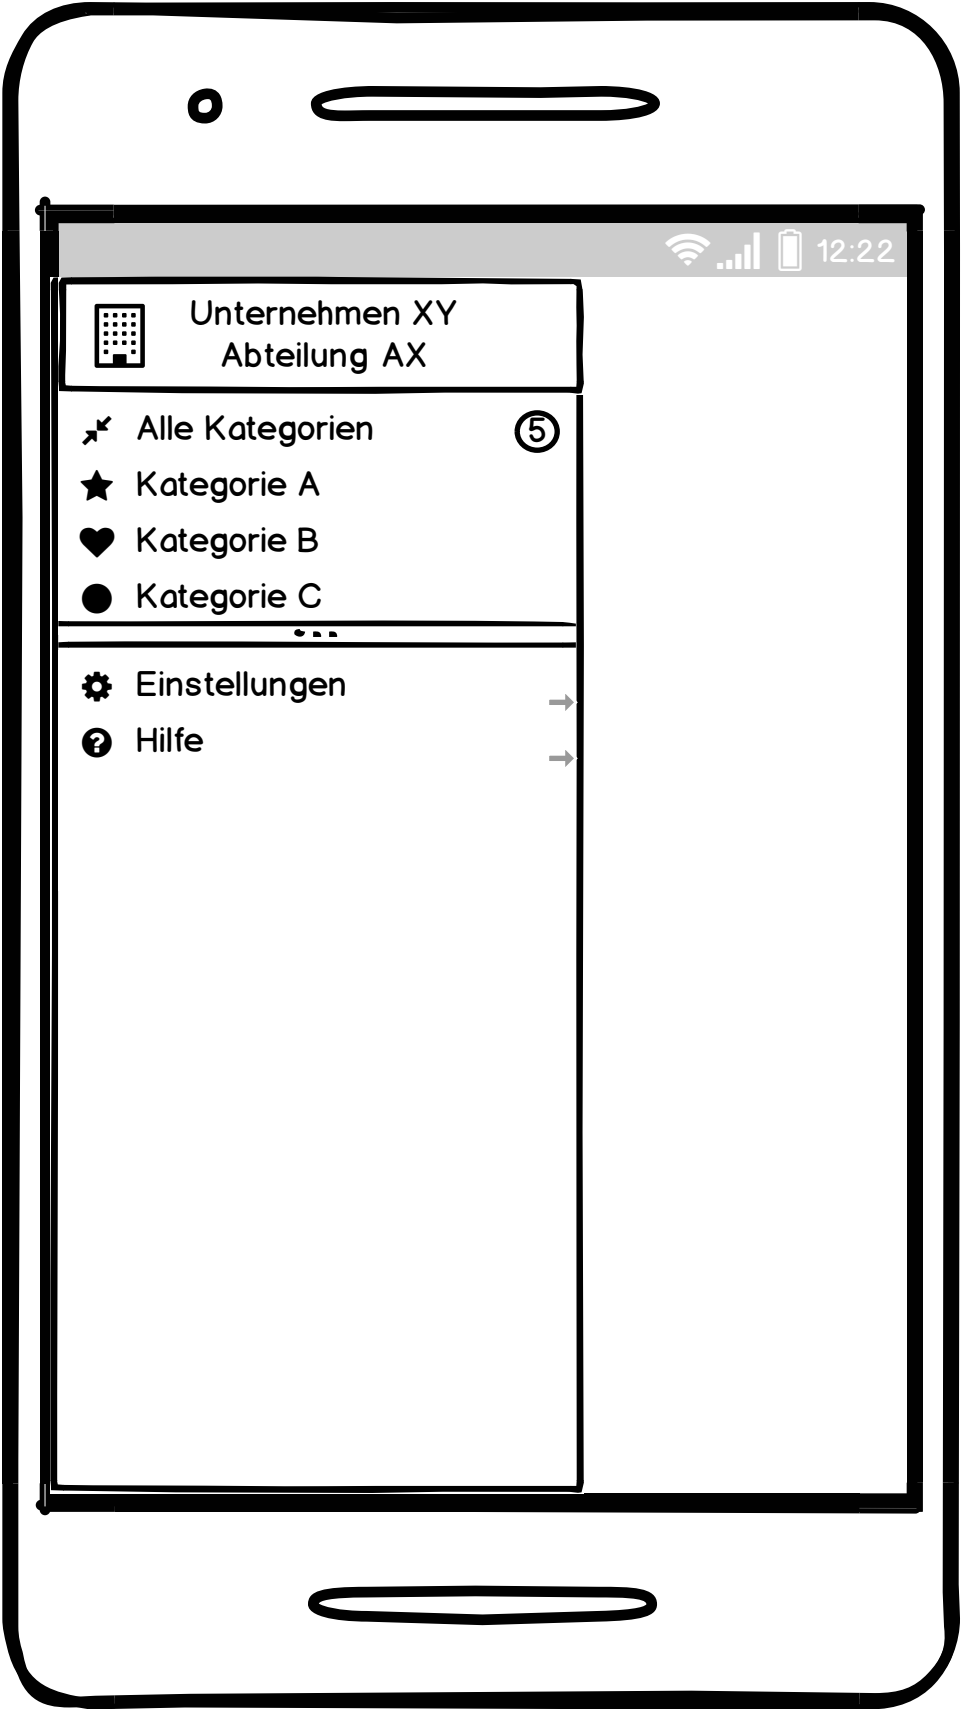 12:22
Unternehmen XY
Abteilung AX
Alle Kategorien 5
Kategorie A
Kategorie B
Kategorie C
...
Einstellungen
Hilfe